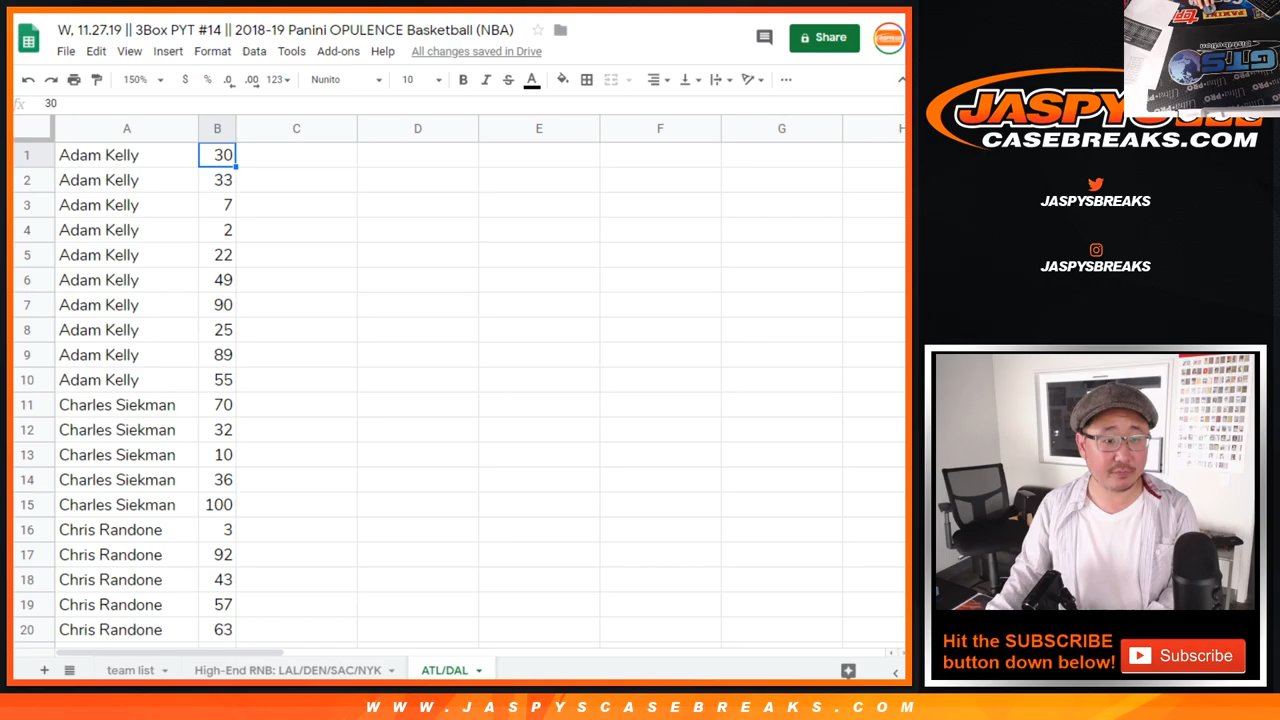 W, 11.27.19 || 3Box PYT #14 || 2018-19 Panini OPULENCE Basketball (NBA)
File Edit View Insert Format Data Tools Add-ons Help All changes saved in Drive
Share
150% $ % .0 .00 123 Nunito 10 B I S A
fx 30
A B C D E F G H
1 Adam Kelly 30
2 Adam Kelly 33
3 Adam Kelly 7
4 Adam Kelly 2
5 Adam Kelly 22
6 Adam Kelly 49
7 Adam Kelly 90
8 Adam Kelly 25
9 Adam Kelly 89
10 Adam Kelly 55
11 Charles Siekman 70
12 Charles Siekman 32
13 Charles Siekman 10
14 Charles Siekman 36
15 Charles Siekman 100
16 Chris Randone 3
17 Chris Randone 92
18 Chris Randone 43
19 Chris Randone 57
20 Chris Randone 63
team list High-End RNB: LAL/DEN/SAC/NYK ATL/DAL
GTS
CASEBREAKS.COM
JASPYSBREAKS
JASPYSBREAKS
Hit the SUBSCRIBE
button down below!
Subscribe
WWW.JASPYSCASEBREAKS.COM